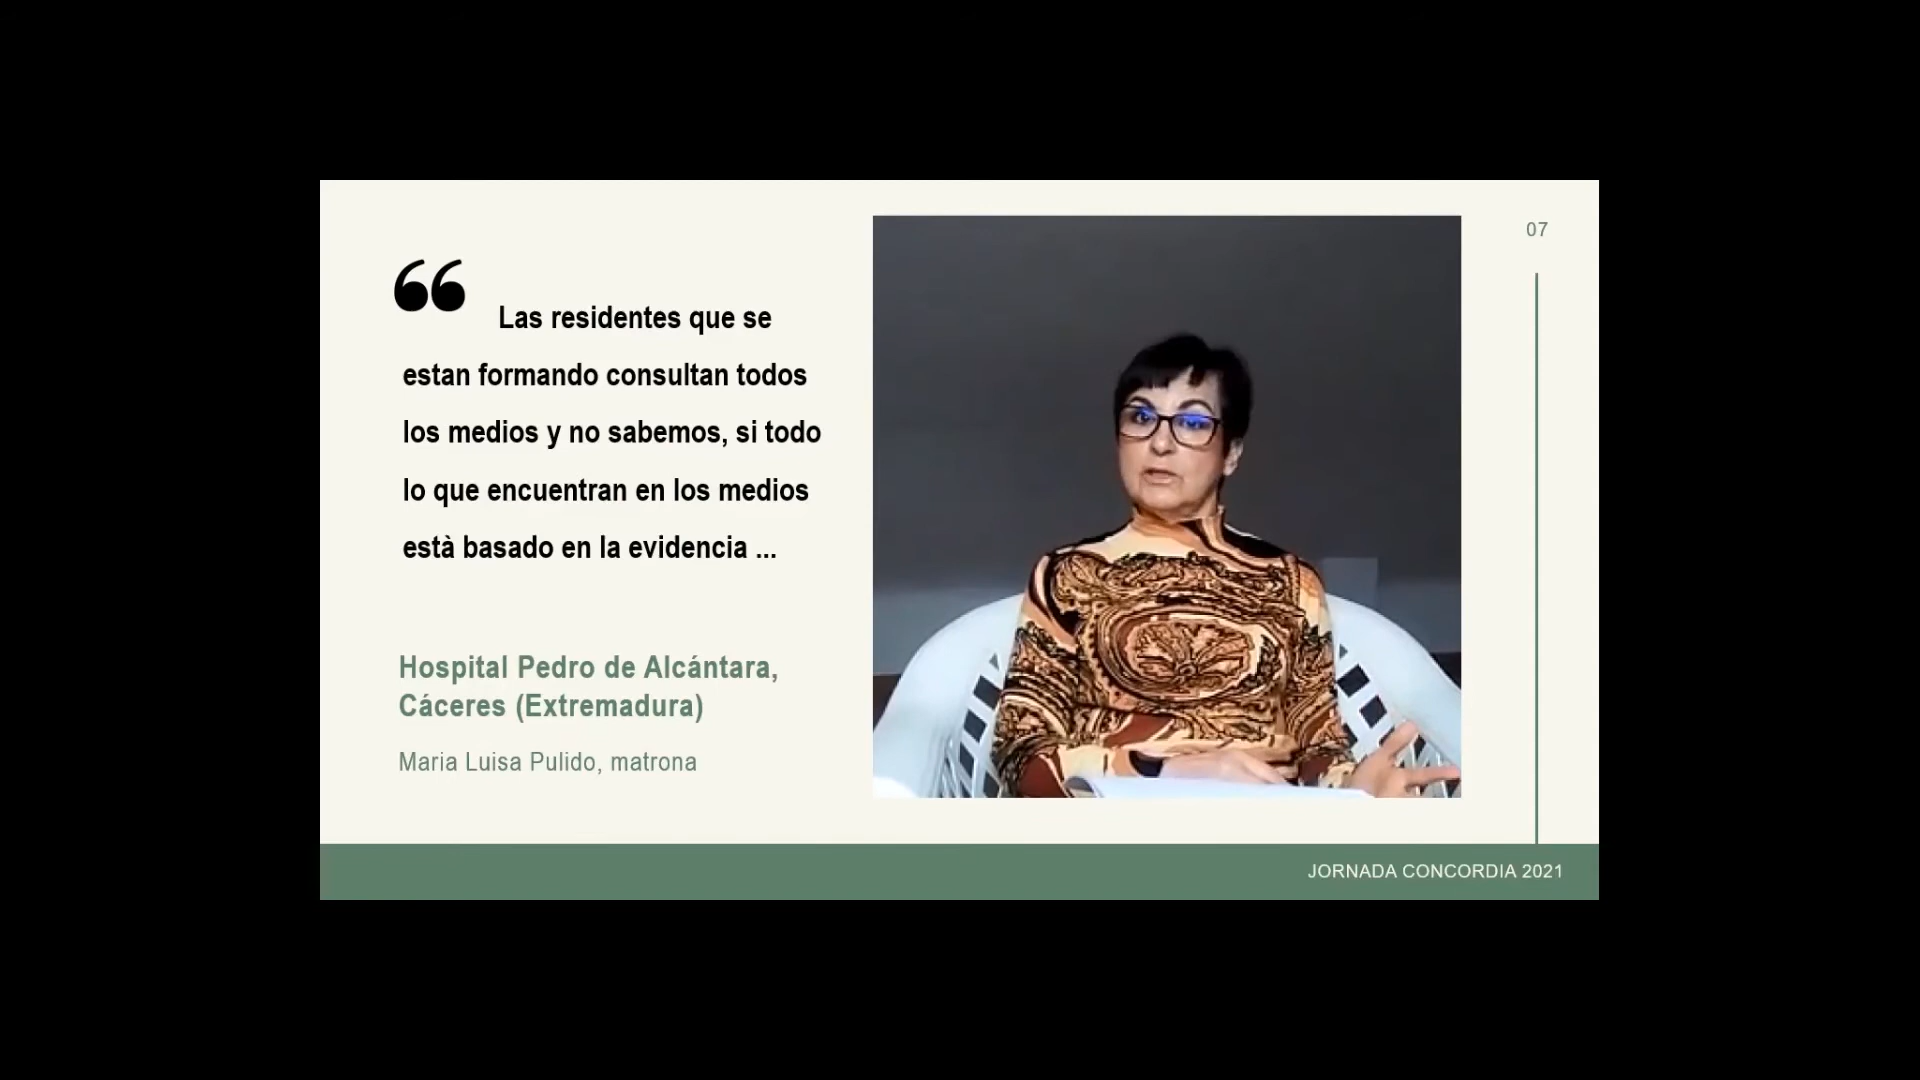 07
“ Las residentes que se
estan formando consultan todos
los medios y no sabemos, si todo
lo que encuentran en los medios
està basado en la evidencia ...
Hospital Pedro de Alcántara,
Cáceres (Extremadura)
Maria Luisa Pulido, matrona
JORNADA CONCORDIA 2021